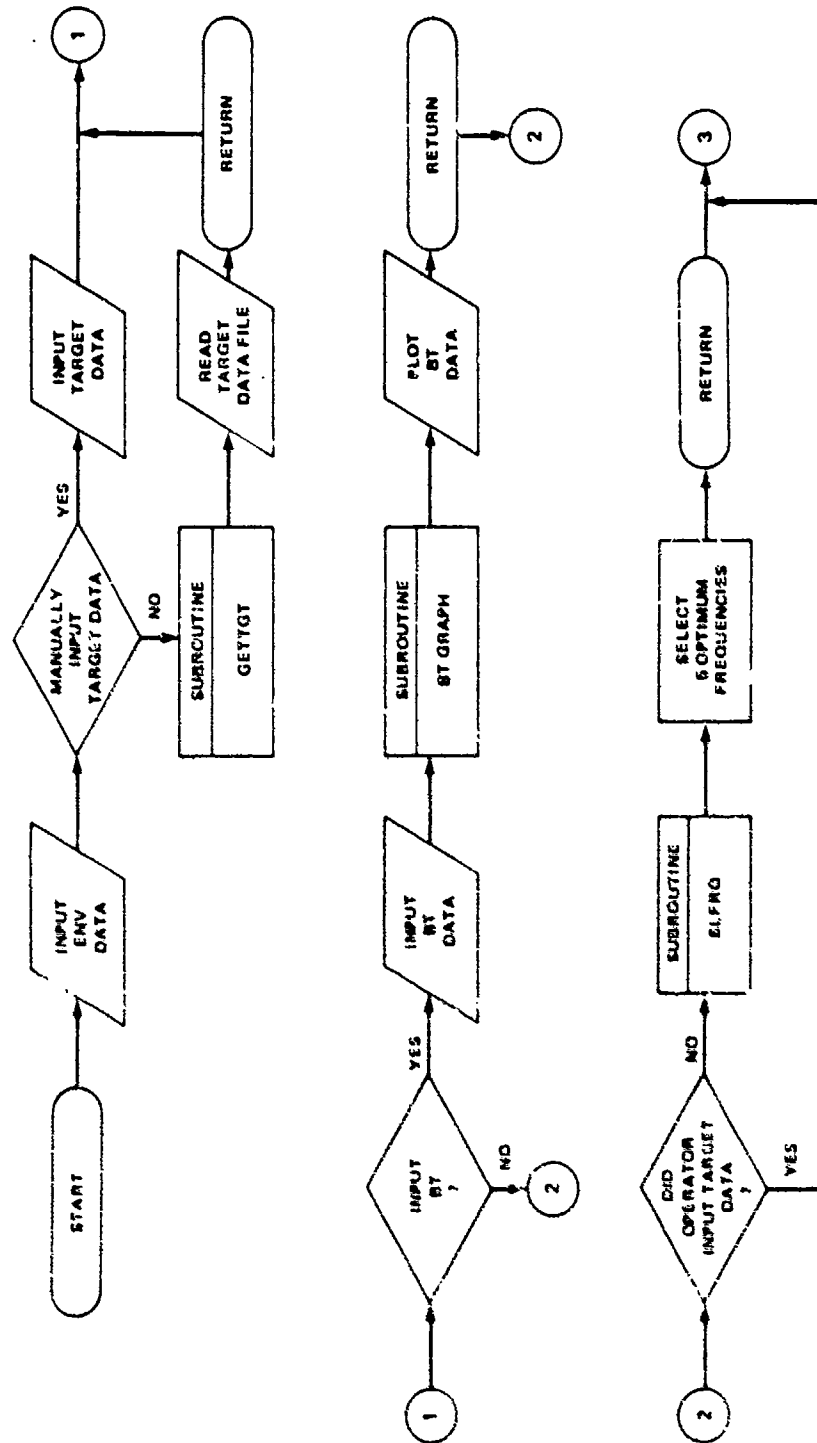 START
INPUT
ENV
DATA
MANUALLY
INPUT
TARGET DATA
YES
NO
INPUT
TARGET
DATA
1
SUBROUTINE
GETTGT
READ
TARGET
DATA FILE
RETURN
1
INPUT
BT
?
YES
NO
2
INPUT
BT
DATA
SUBROUTINE
BT GRAPH
PLOT
BT
DATA
RETURN
2
2
DID
OPERATOR
INPUT TARGET
DATA
?
NO
YES
SUBROUTINE
SLFRQ
SELECT
5 OPTIMUM
FREQUENCIES
RETURN
3